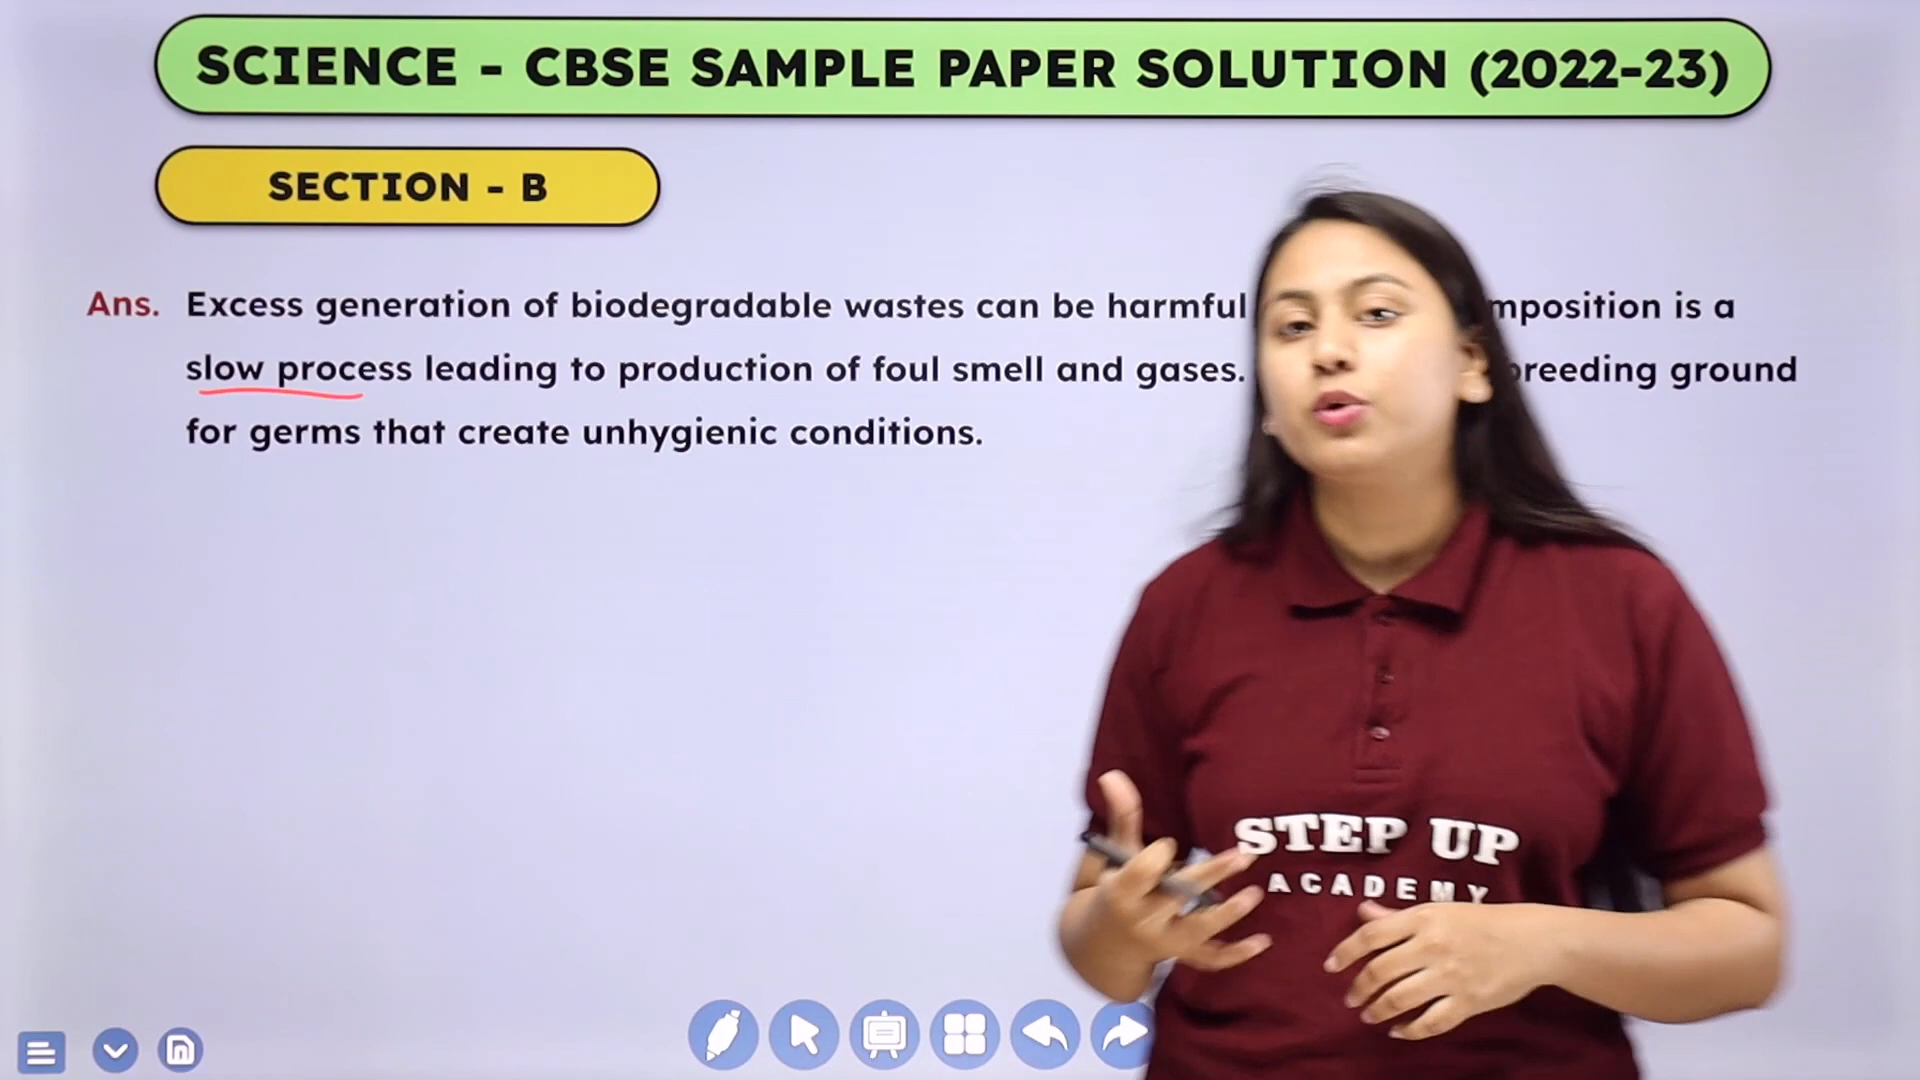 SCIENCE - CBSE SAMPLE PAPER SOLUTION (2022-23)
SECTION - B
Ans. Excess generation of biodegradable wastes can be harmful is a
slow process leading to production of foul smell and gases. ground
for germs that create unhygienic conditions.
STEP UP
ACADEMY